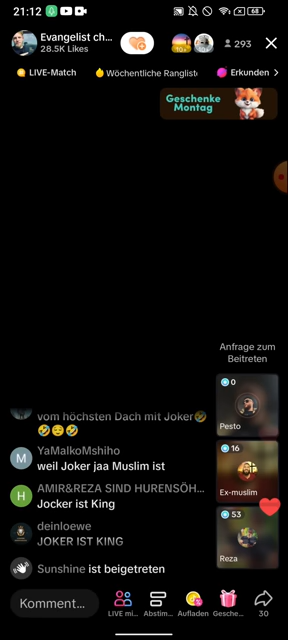 21:12
68
Evangelist ch...
28.5K Likes
293
LIVE-Match
Wöchentliche Ranglist
Erkunden
Geschenke
Montag
Anfrage zum
Beitreten
0
Pesto
vom höchsten Dach mit Joker🤣
🤣😔🤣
YaMalkoMshiho
weil Joker jaa Muslim ist
16
Ex-muslim
AMIR&REZA SIND HURENSÖH...
Jocker ist King
53
Reza
deinloewe
JOKER IST KING
Sunshine ist beigetreten
Komment...
LIVE mi...
Abstim...
Aufladen
Gesche...
30